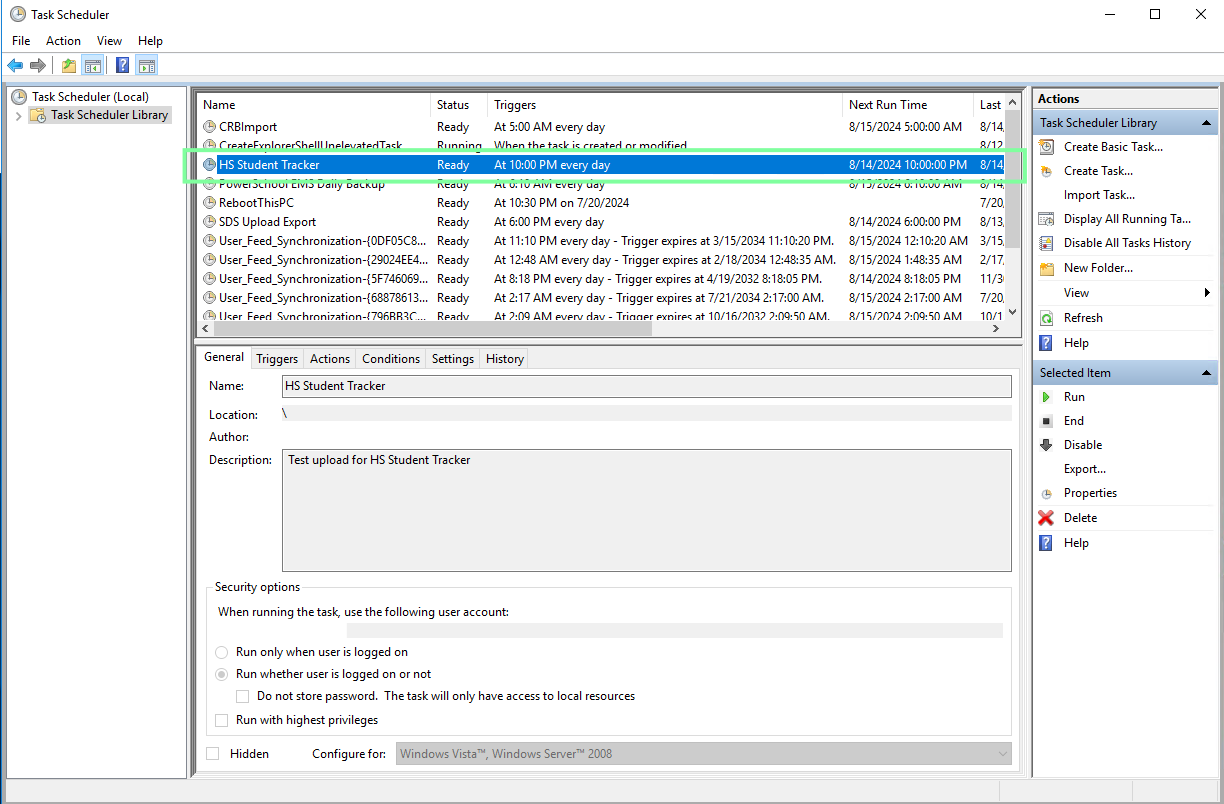 Task Scheduler
File Action View Help
Task Scheduler (Local)
Task Scheduler Library
Name Status Triggers Next Run Time Last
CRBImport Ready At 5:00 AM every day 8/15/2024 5:00:00 AM 8/14,
CreateExplorerShellUnelevatedTask Running When the task is created or modified 8/12
HS Student Tracker Ready At 10:00 PM every day 8/14/2024 10:00:00 PM 8/14,
PowerSchool EMS Daily Backup Ready At 6:10 AM every day 8/15/2024 6:10:00 AM 8/14,
RebootThisPC Ready At 10:30 PM on 7/20/2024 7/20,
SDS Upload Export Ready At 6:00 PM every day 8/14/2024 6:00:00 PM 8/13,
User_Feed_Synchronization-{0DF05C8... Ready At 11:10 PM every day - Trigger expires at 3/15/2034 11:10:20 PM. 8/15/2024 12:10:20 AM 3/15,
User_Feed_Synchronization-{29024EE4... Ready At 12:48 AM every day - Trigger expires at 2/18/2034 12:48:35 AM. 8/15/2024 1:48:35 AM 2/17,
User_Feed_Synchronization-{5F746069... Ready At 8:18 PM every day - Trigger expires at 4/19/2032 8:18:05 PM. 8/14/2024 8:18:05 PM 11/3
User_Feed_Synchronization-{68878613... Ready At 2:17 AM every day - Trigger expires at 7/21/2034 2:17:00 AM. 8/15/2024 2:17:00 AM 7/20,
User_Feed_Synchronization-{796BB3C... Ready At 2:09 AM every day - Trigger expires at 10/16/2032 2:09:50 AM. 8/15/2024 2:09:50 AM 10/1
General Triggers Actions Conditions Settings History
Name: HS Student Tracker
Location: \
Author:
Description: Test upload for HS Student Tracker
Security options
When running the task, use the following user account:
Run only when user is logged on
Run whether user is logged on or not
Do not store password. The task will only have access to local resources
Run with highest privileges
Hidden Configure for: Windows Vista™, Windows Server™ 2008
Actions
Task Scheduler Library
Create Basic Task...
Create Task...
Import Task...
Display All Running Ta...
Disable All Tasks History
New Folder...
View
Refresh
Help
Selected Item
Run
End
Disable
Export...
Properties
Delete
Help